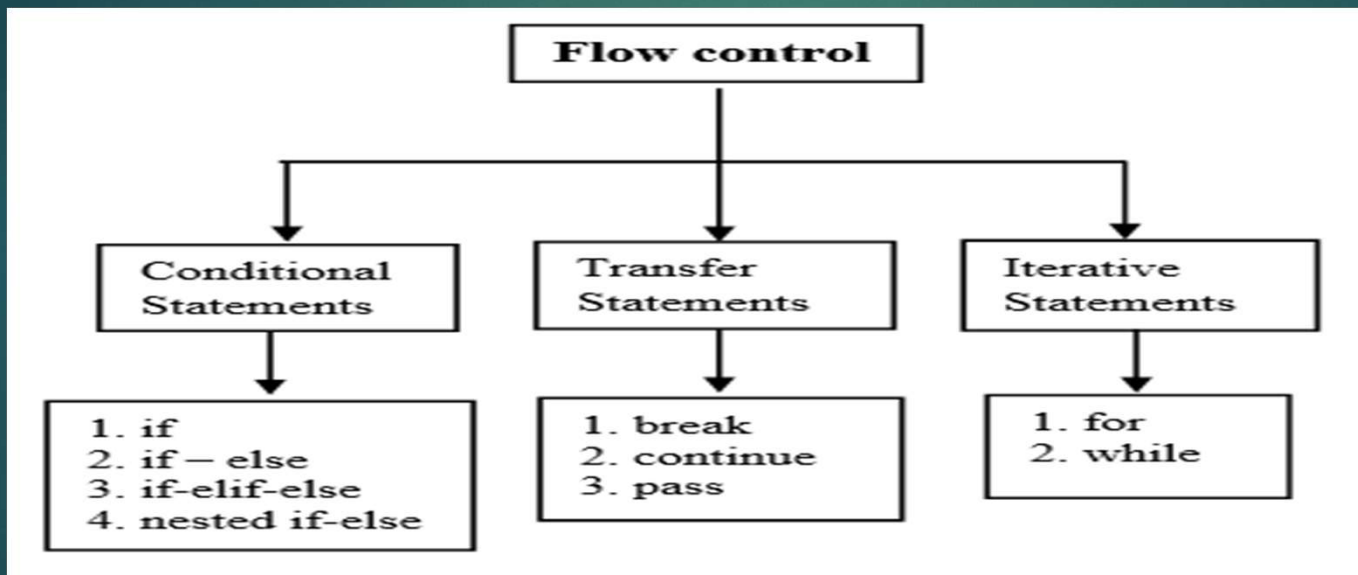 Flow control
Conditional
Statements
Transfer
Statements
Iterative
Statements
1. if
2. if – else
3. if-elif-else
4. nested if-else
1. break
2. continue
3. pass
1. for
2. while